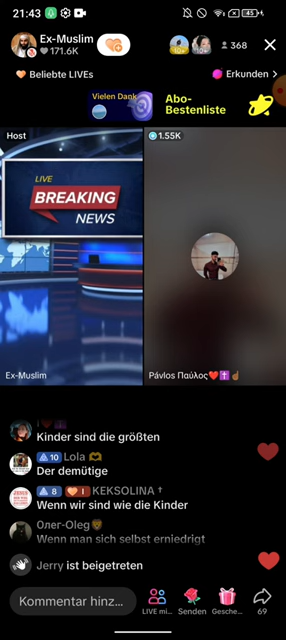 21:43
45
Ex-Muslim
171.6K
10
10
368
Beliebte LIVEs
Erkunden >
Vielen Dank
Abo-
Bestenliste
Host
1.55K
LIVE
BREAKING
NEWS
Ex-Muslim
Pávlos Παύλος❤️✝️☝🏾
Kinder sind die größten
10 Lola 🫶
Der demütige
8 I KEKSOLINA †
Wenn wir sind wie die Kinder
Олег-Oleg🦁
Wenn man sich selbst erniedrigt
Jerry ist beigetreten
Kommentar hinz...
LIVE mi...
Senden
Gesche...
69